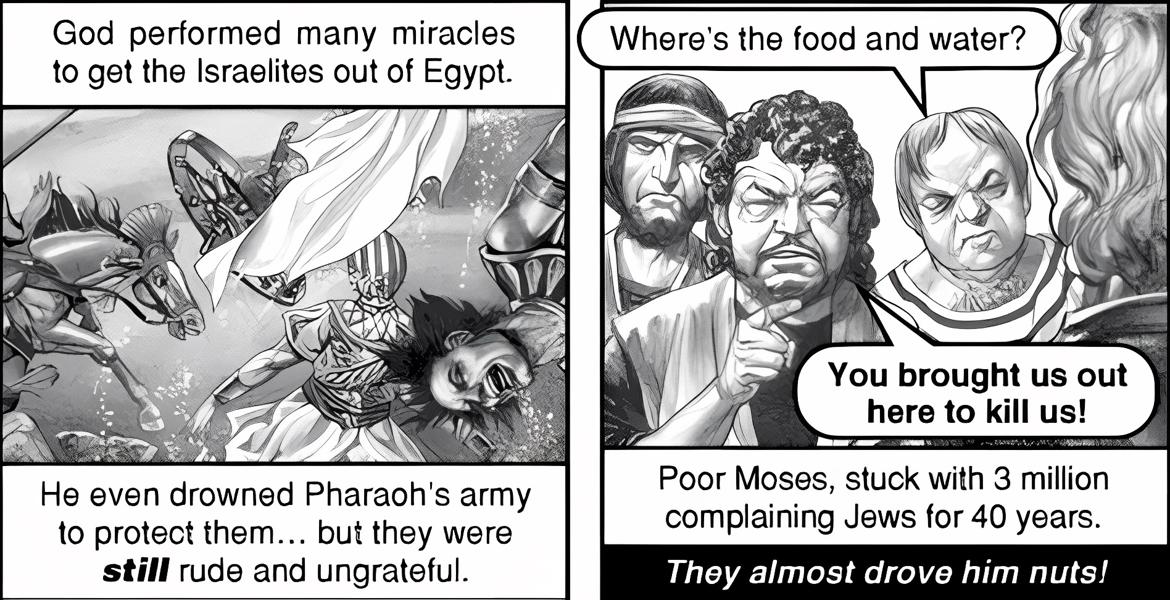 God performed many miracles
to get the Israelites out of Egypt.
He even drowned Pharaoh's army
to protect them... but they were
still rude and ungrateful.
Where's the food and water?
You brought us out
here to kill us!
Poor Moses, stuck with 3 million
complaining Jews for 40 years.
They almost drove him nuts!